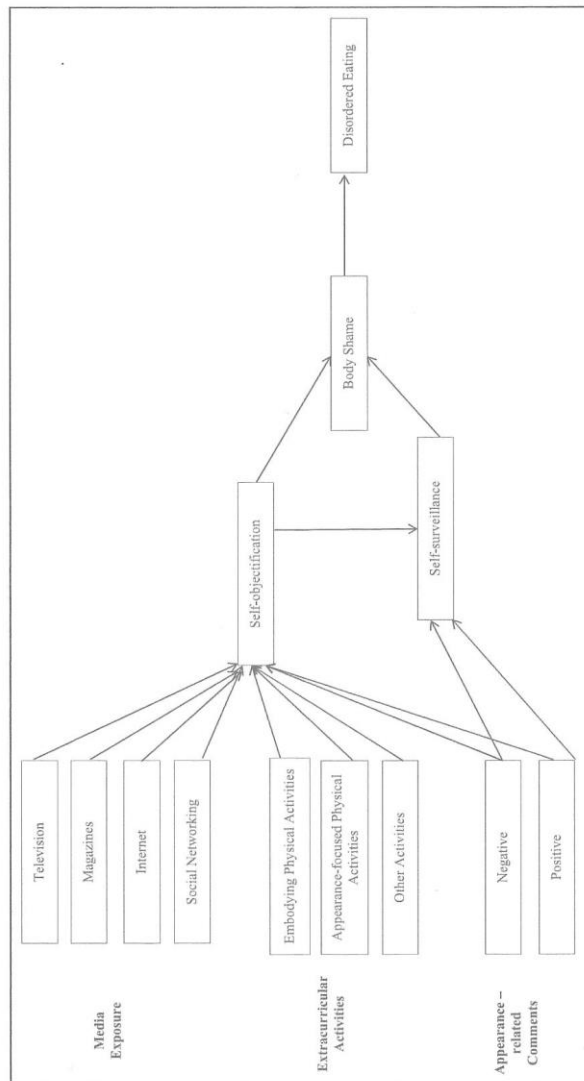 Media
Exposure
Television
Magazines
Internet
Social Networking
Extracurricular
Activities
Embodying Physical Activities
Appearance-focused Physical
Activities
Other Activities
Appearance –
related
Comments
Negative
Positive
Self-objectification
Self-surveillance
Body Shame
Disordered Eating